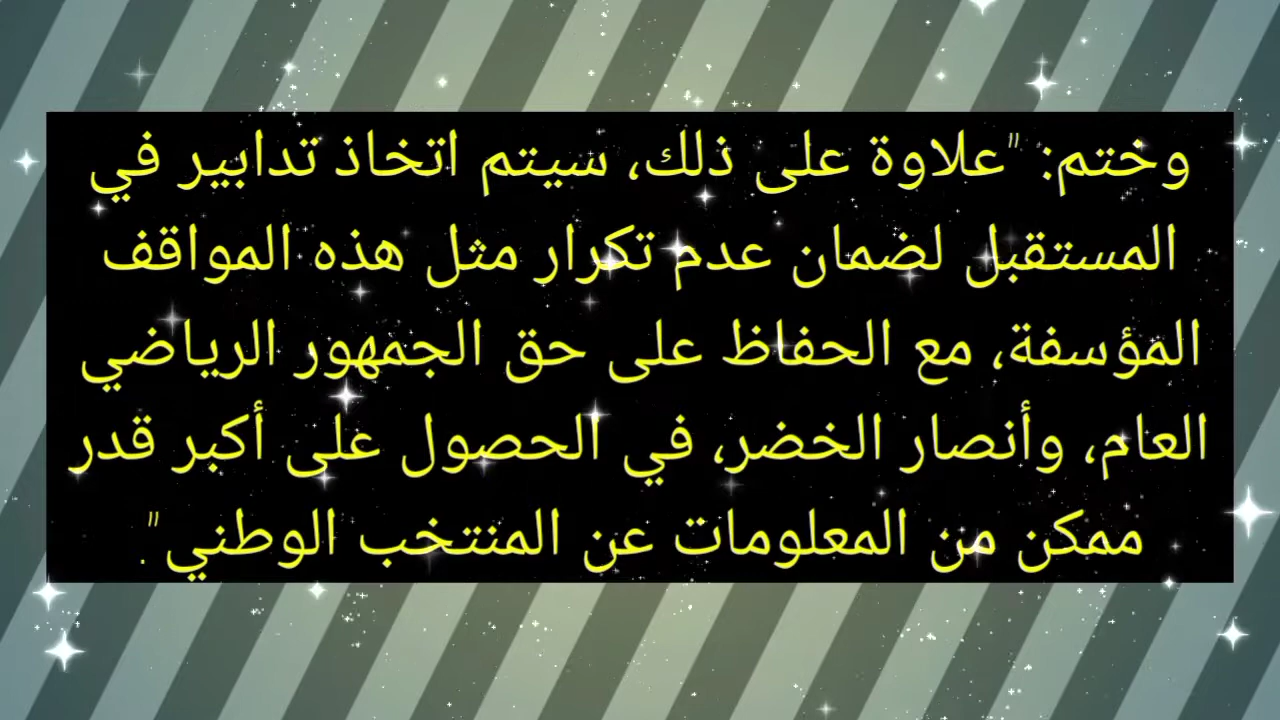 وختم: "علاوة على ذلك، سيتم اتخاذ تدابير في
المستقبل لضمان عدم تكرار مثل هذه المواقف
المؤسفة، مع الحفاظ على حق الجمهور الرياضي
العام، وأنصار الخضر، في الحصول على أكبر قدر
ممكن من المعلومات عن المنتخب الوطني".